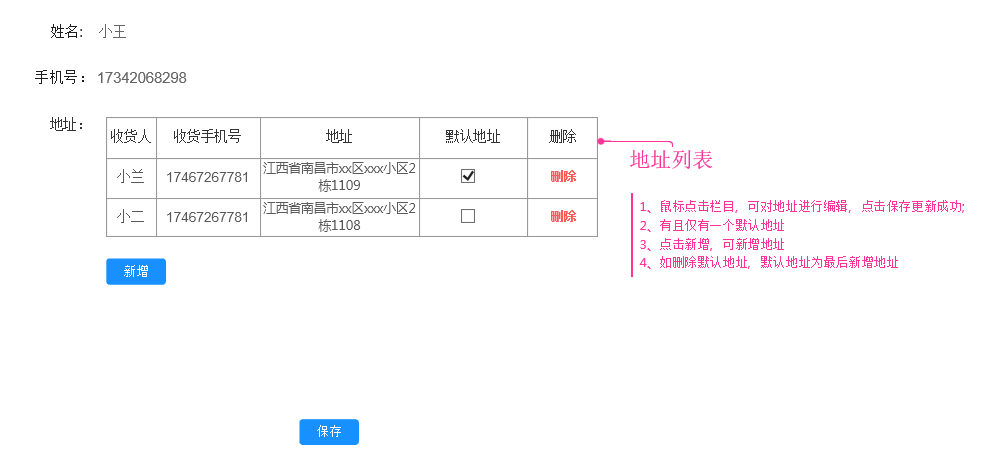 姓名: 小王
手机号： 17342068298
地址：
收货人 收货手机号 地址 默认地址 删除
小兰 17467267781 江西省南昌市xx区xxx小区2
栋1109 删除
小二 17467267781 江西省南昌市xx区xxx小区2
栋1108 删除
新增
地址列表
1、鼠标点击栏目，可对地址进行编辑，点击保存更新成功;
2、有且仅有一个默认地址
3、点击新增，可新增地址
4、如删除默认地址，默认地址为最后新增地址
保存